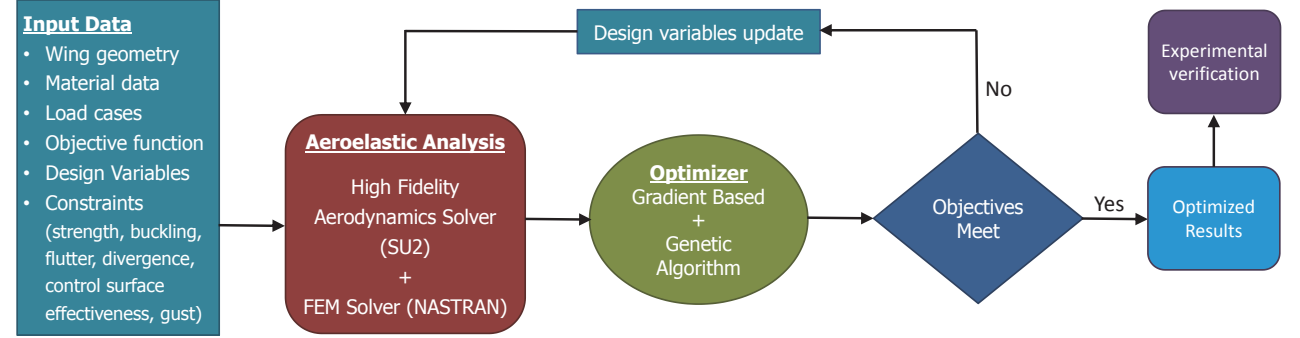 Input Data
• Wing geometry
• Material data
• Load cases
• Objective function
• Design Variables
• Constraints
(strength, buckling,
flutter, divergence,
control surface
effectiveness, gust)
Design variables update
Aeroelastic Analysis
High Fidelity
Aerodynamics Solver
(SU2)
+
FEM Solver (NASTRAN)
Optimizer
Gradient Based
+
Genetic
Algorithm
No
Objectives
Meet
Yes
Experimental
verification
Optimized
Results